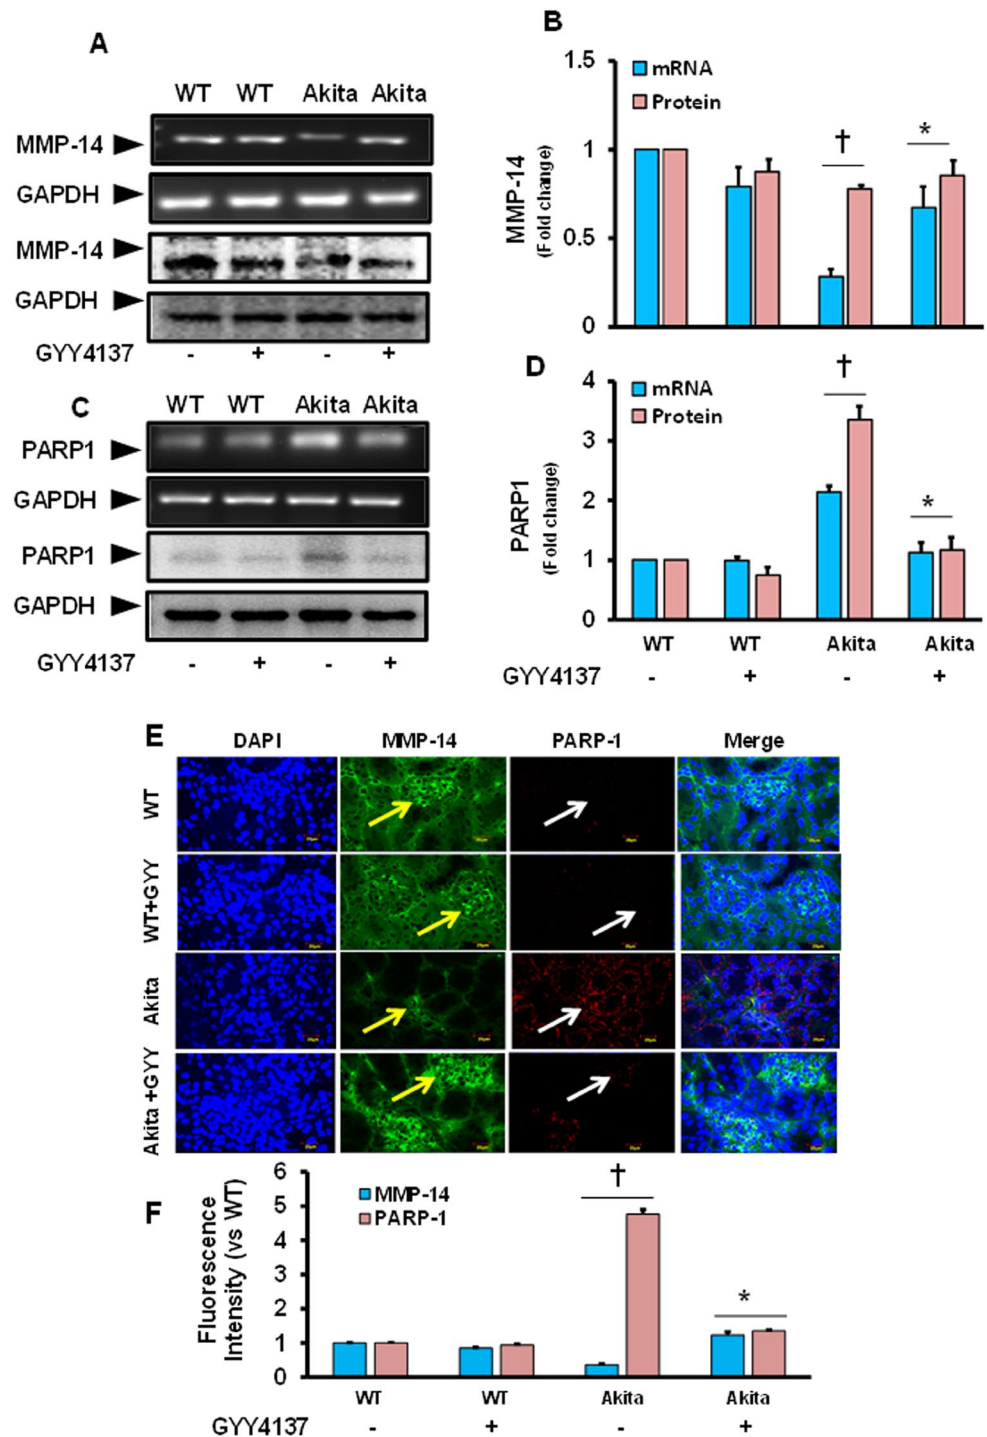 A
WT WT Akita Akita
MMP-14
GAPDH
MMP-14
GAPDH
GYY4137 - + - +
B
1.5
1
0.5
0
MMP-14
(Fold change)
mRNA
Protein
†
*
C
WT WT Akita Akita
PARP1
GAPDH
PARP1
GAPDH
GYY4137 - + - +
D
4
3
2
1
0
PARP1
(Fold change)
mRNA
Protein
†
*
WT WT Akita Akita
GYY4137 - + - +
E
DAPI MMP-14 PARP-1 Merge
WT
WT+GYY
Akita
Akita +GYY
F
6
5
4
3
2
1
0
Fluorescence
Intensity (vs WT)
MMP-14
PARP-1
†
*
WT WT Akita Akita
GYY4137 - + - +